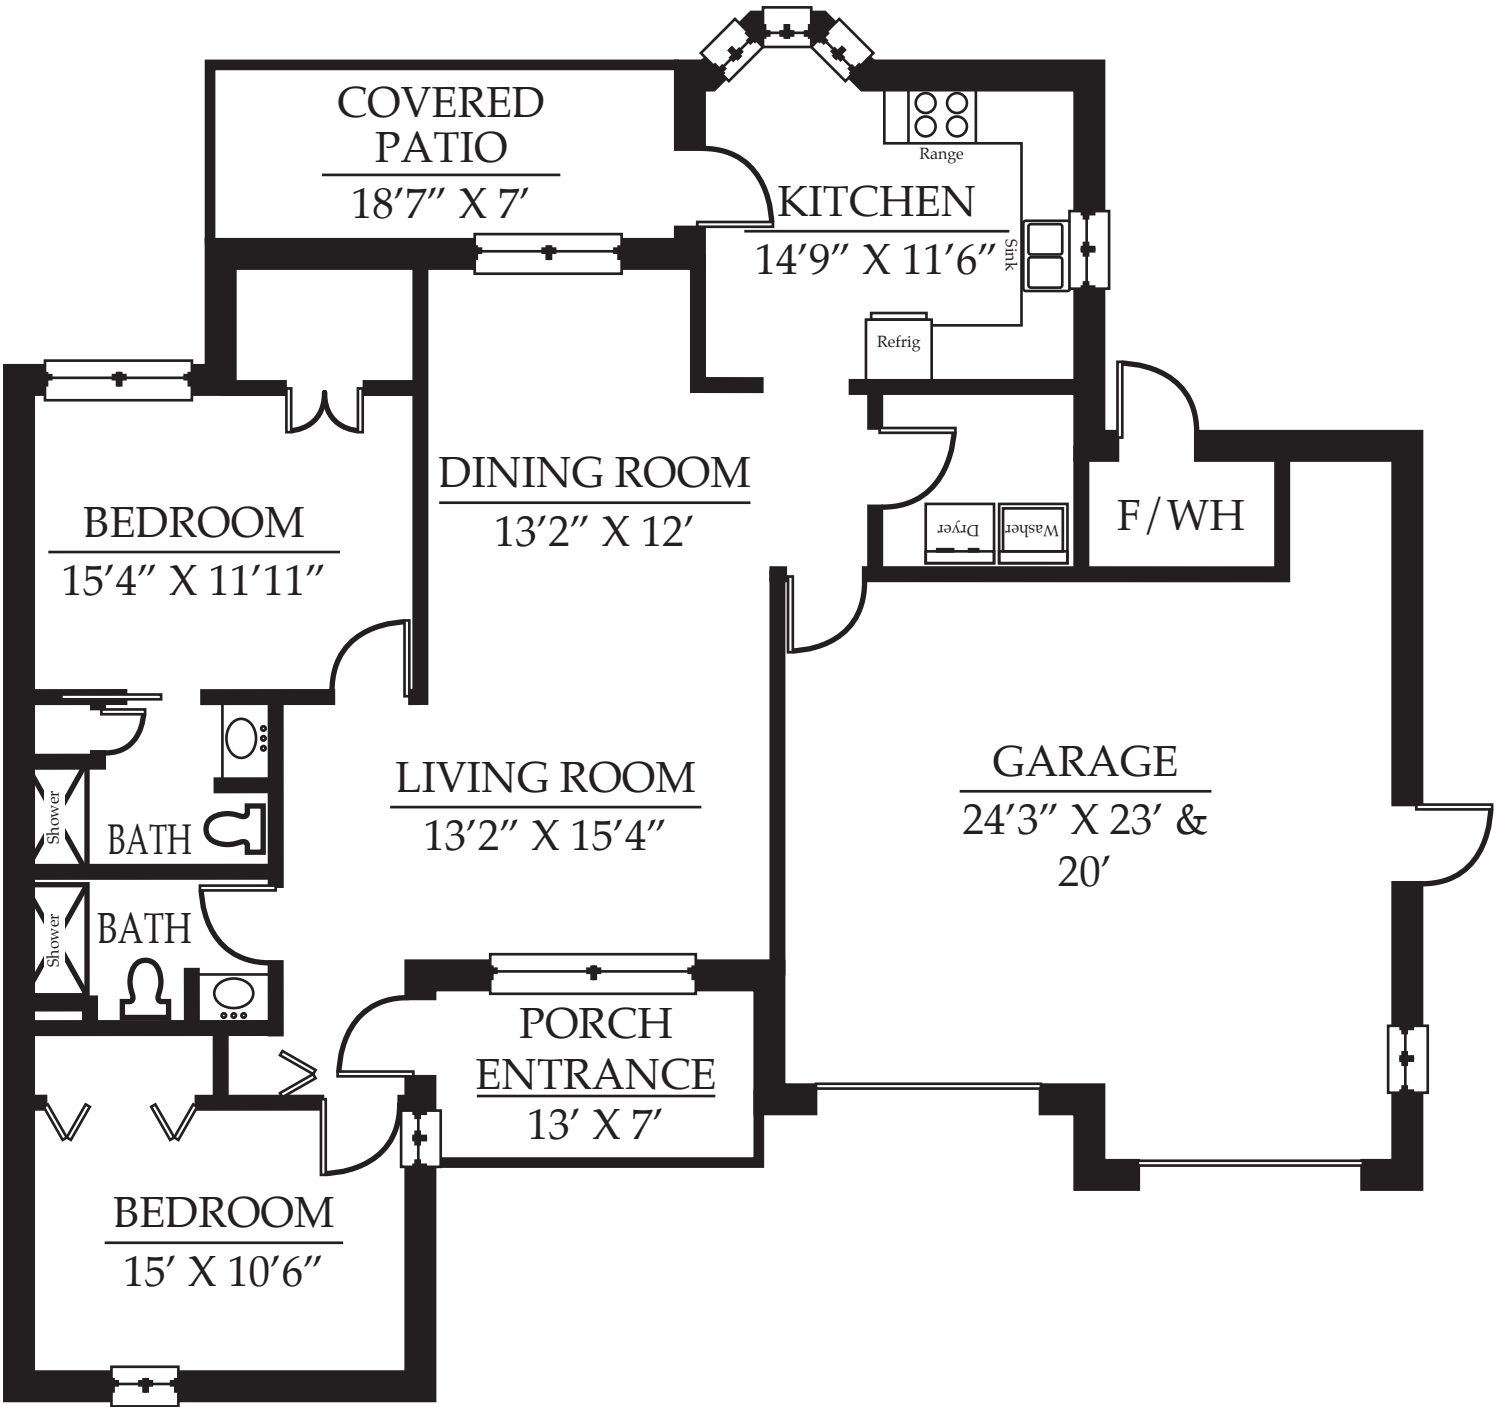 COVERED
PATIO
18′7″ X 7′
Range
KITCHEN
14′9″ X 11′6″
Sink
Refrig
DINING ROOM
13′2″ X 12′
BEDROOM
15′4″ X 11′11″
Dryer
Washer
F/WH
LIVING ROOM
13′2″ X 15′4″
GARAGE
24′3″ X 23′ &
20′
Shower
BATH
Shower
BATH
PORCH
ENTRANCE
13′ X 7′
BEDROOM
15′ X 10′6″